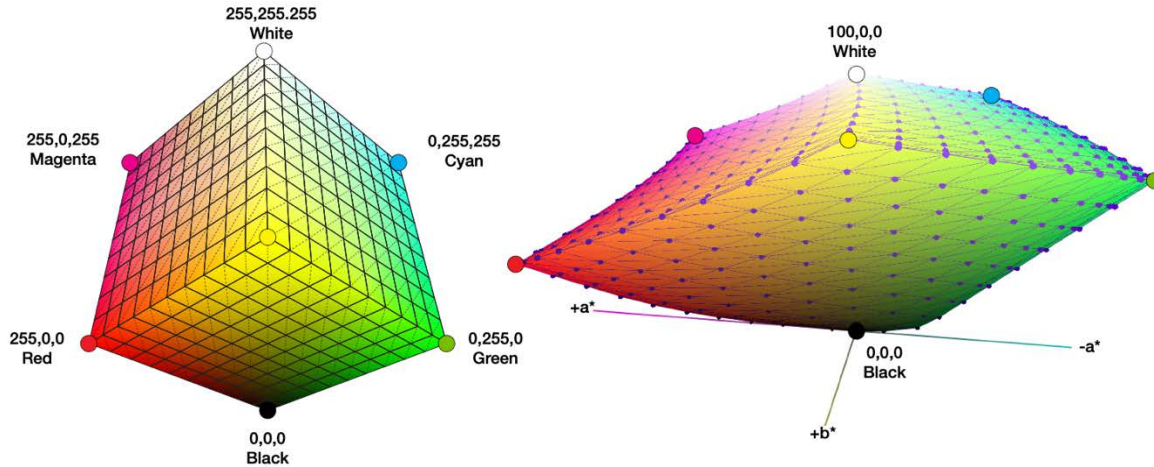 255,255.255
White
255,0,255
Magenta
0,255,255
Cyan
255,0,0
Red
0,255,0
Green
0,0,0
Black
100,0,0
White
+a*
-a*
0,0,0
Black
+b*